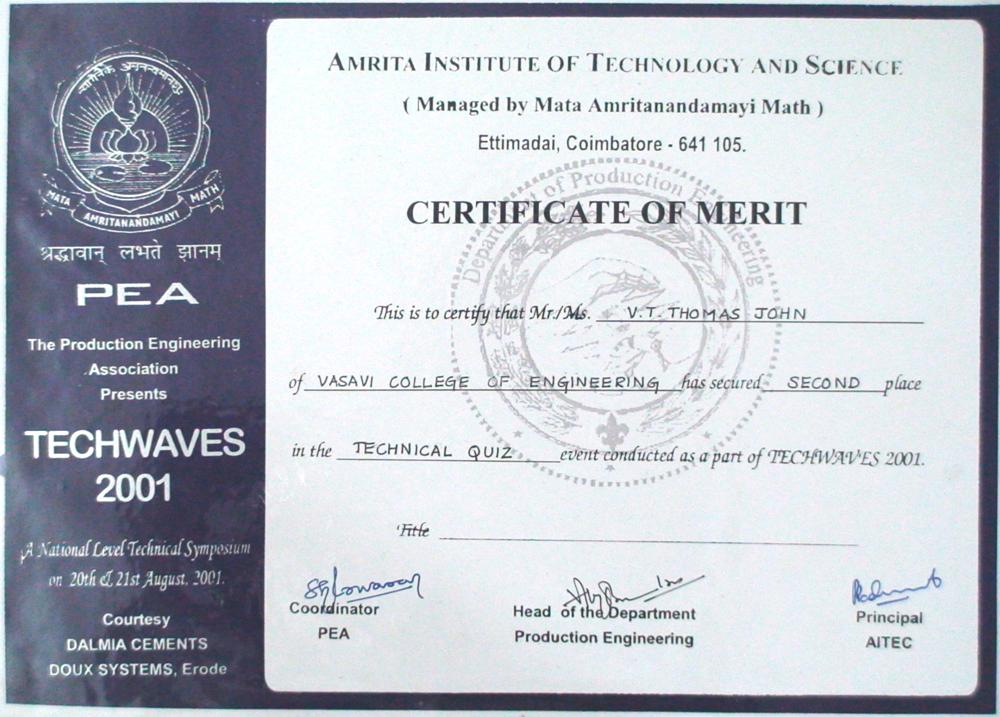 MATA AMRITANANDAMAYI MATH
श्रद्धावान् लभते ज्ञानम्
PEA
The Production Engineering
Association
Presents
TECHWAVES
2001
A National Level Technical Symposium
on 20th & 21st August, 2001.
Courtesy
DALMIA CEMENTS
DOUX SYSTEMS, Erode
AMRITA INSTITUTE OF TECHNOLOGY AND SCIENCE
( Managed by Mata Amritanandamayi Math )
Ettimadai, Coimbatore - 641 105.
Department of Production Engineering
CERTIFICATE OF MERIT
This is to certify that Mr./Ms. V.T. THOMAS JOHN
of VASAVI COLLEGE OF ENGINEERING has secured SECOND place
in the TECHNICAL QUIZ event conducted as a part of TECHWAVES 2001.
Title
Coordinator
PEA
Head of the Department
Production Engineering
Principal
AITEC